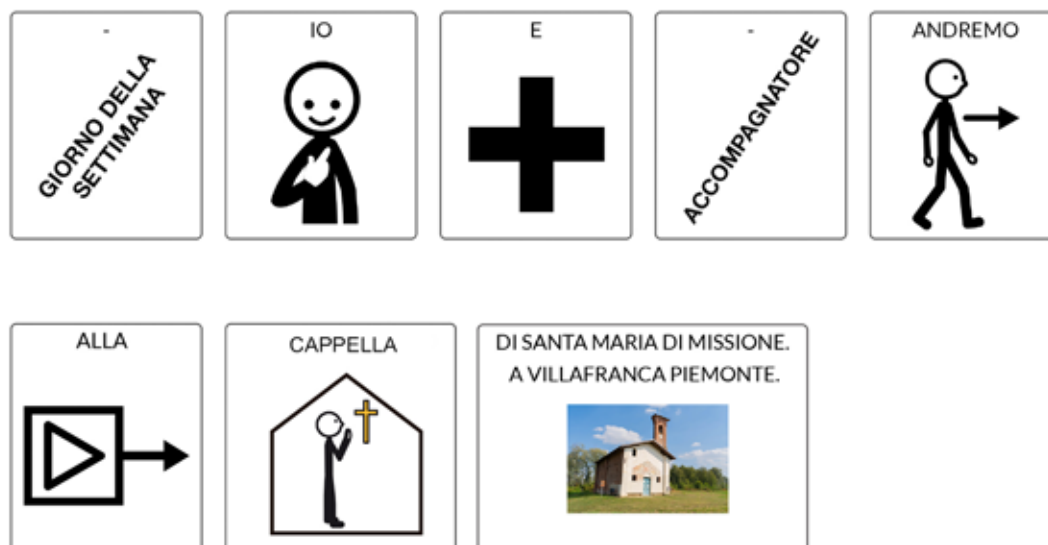 -
GIORNO DELLA
SETTIMANA
IO
E
-
ACCOMPAGNATORE
ANDREMO
ALLA
CAPPELLA
DI SANTA MARIA DI MISSIONE.
A VILLAFRANCA PIEMONTE.